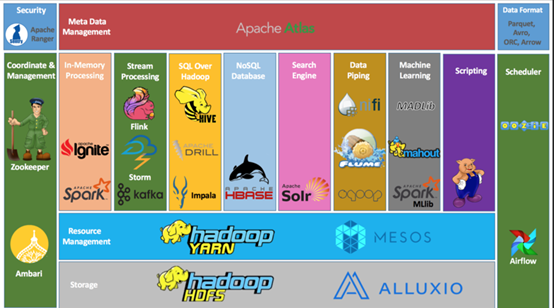 Security
Apache
Ranger
Meta Data
Management
Apache Atlas
Data Format
Parquet,
Avro,
ORC, Arrow
Coordinate &
Management
Zookeeper
Ambari
In-Memory
Processing
APACHE
Ignite
APACHE
Spark
Stream
Processing
Flink
Storm
kafka
SQL Over
Hadoop
HIVE
APACHE
DRILL
Impala
NoSQL
Database
APACHE
HBASE
Search
Engine
Apache
Solr
Data
Piping
nifi
FLUME
sqoop
Machine
Learning
MADlib
mahout
APACHE
Spark
MLlib
Scripting
Scheduler
OOZIE
Airflow
Resource
Management
hadoop
YARN
MESOS
Storage
hadoop
HDFS
ALLUXIO